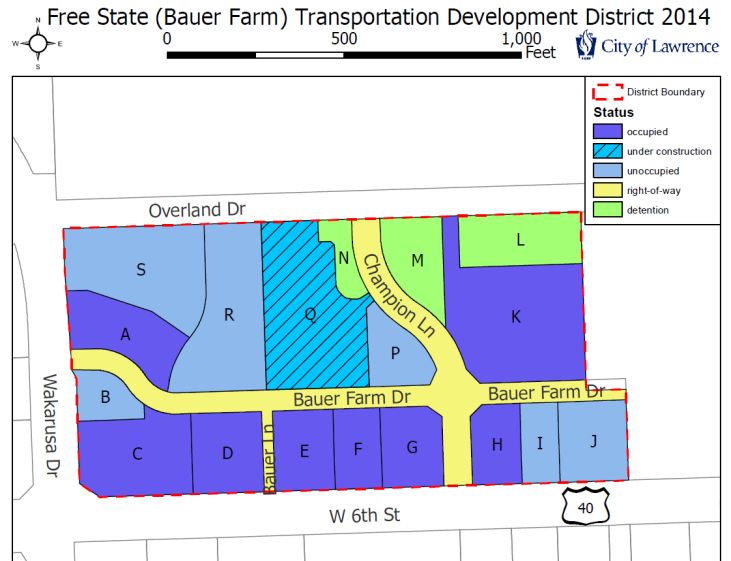 Free State (Bauer Farm) Transportation Development District 2014
N
W
E
S
0 500 1,000
Feet
City of Lawrence
District Boundary
Status
occupied
under construction
unoccupied
right-of-way
detention
Overland Dr
L
N
M
S
Champion Ln
R
Q
K
A
P
B
Bauer Farm Dr
Bauer Farm Dr
Wakarusa Dr
C
D
Bauer Ln
E
F
G
H
I
J
W 6th St
40